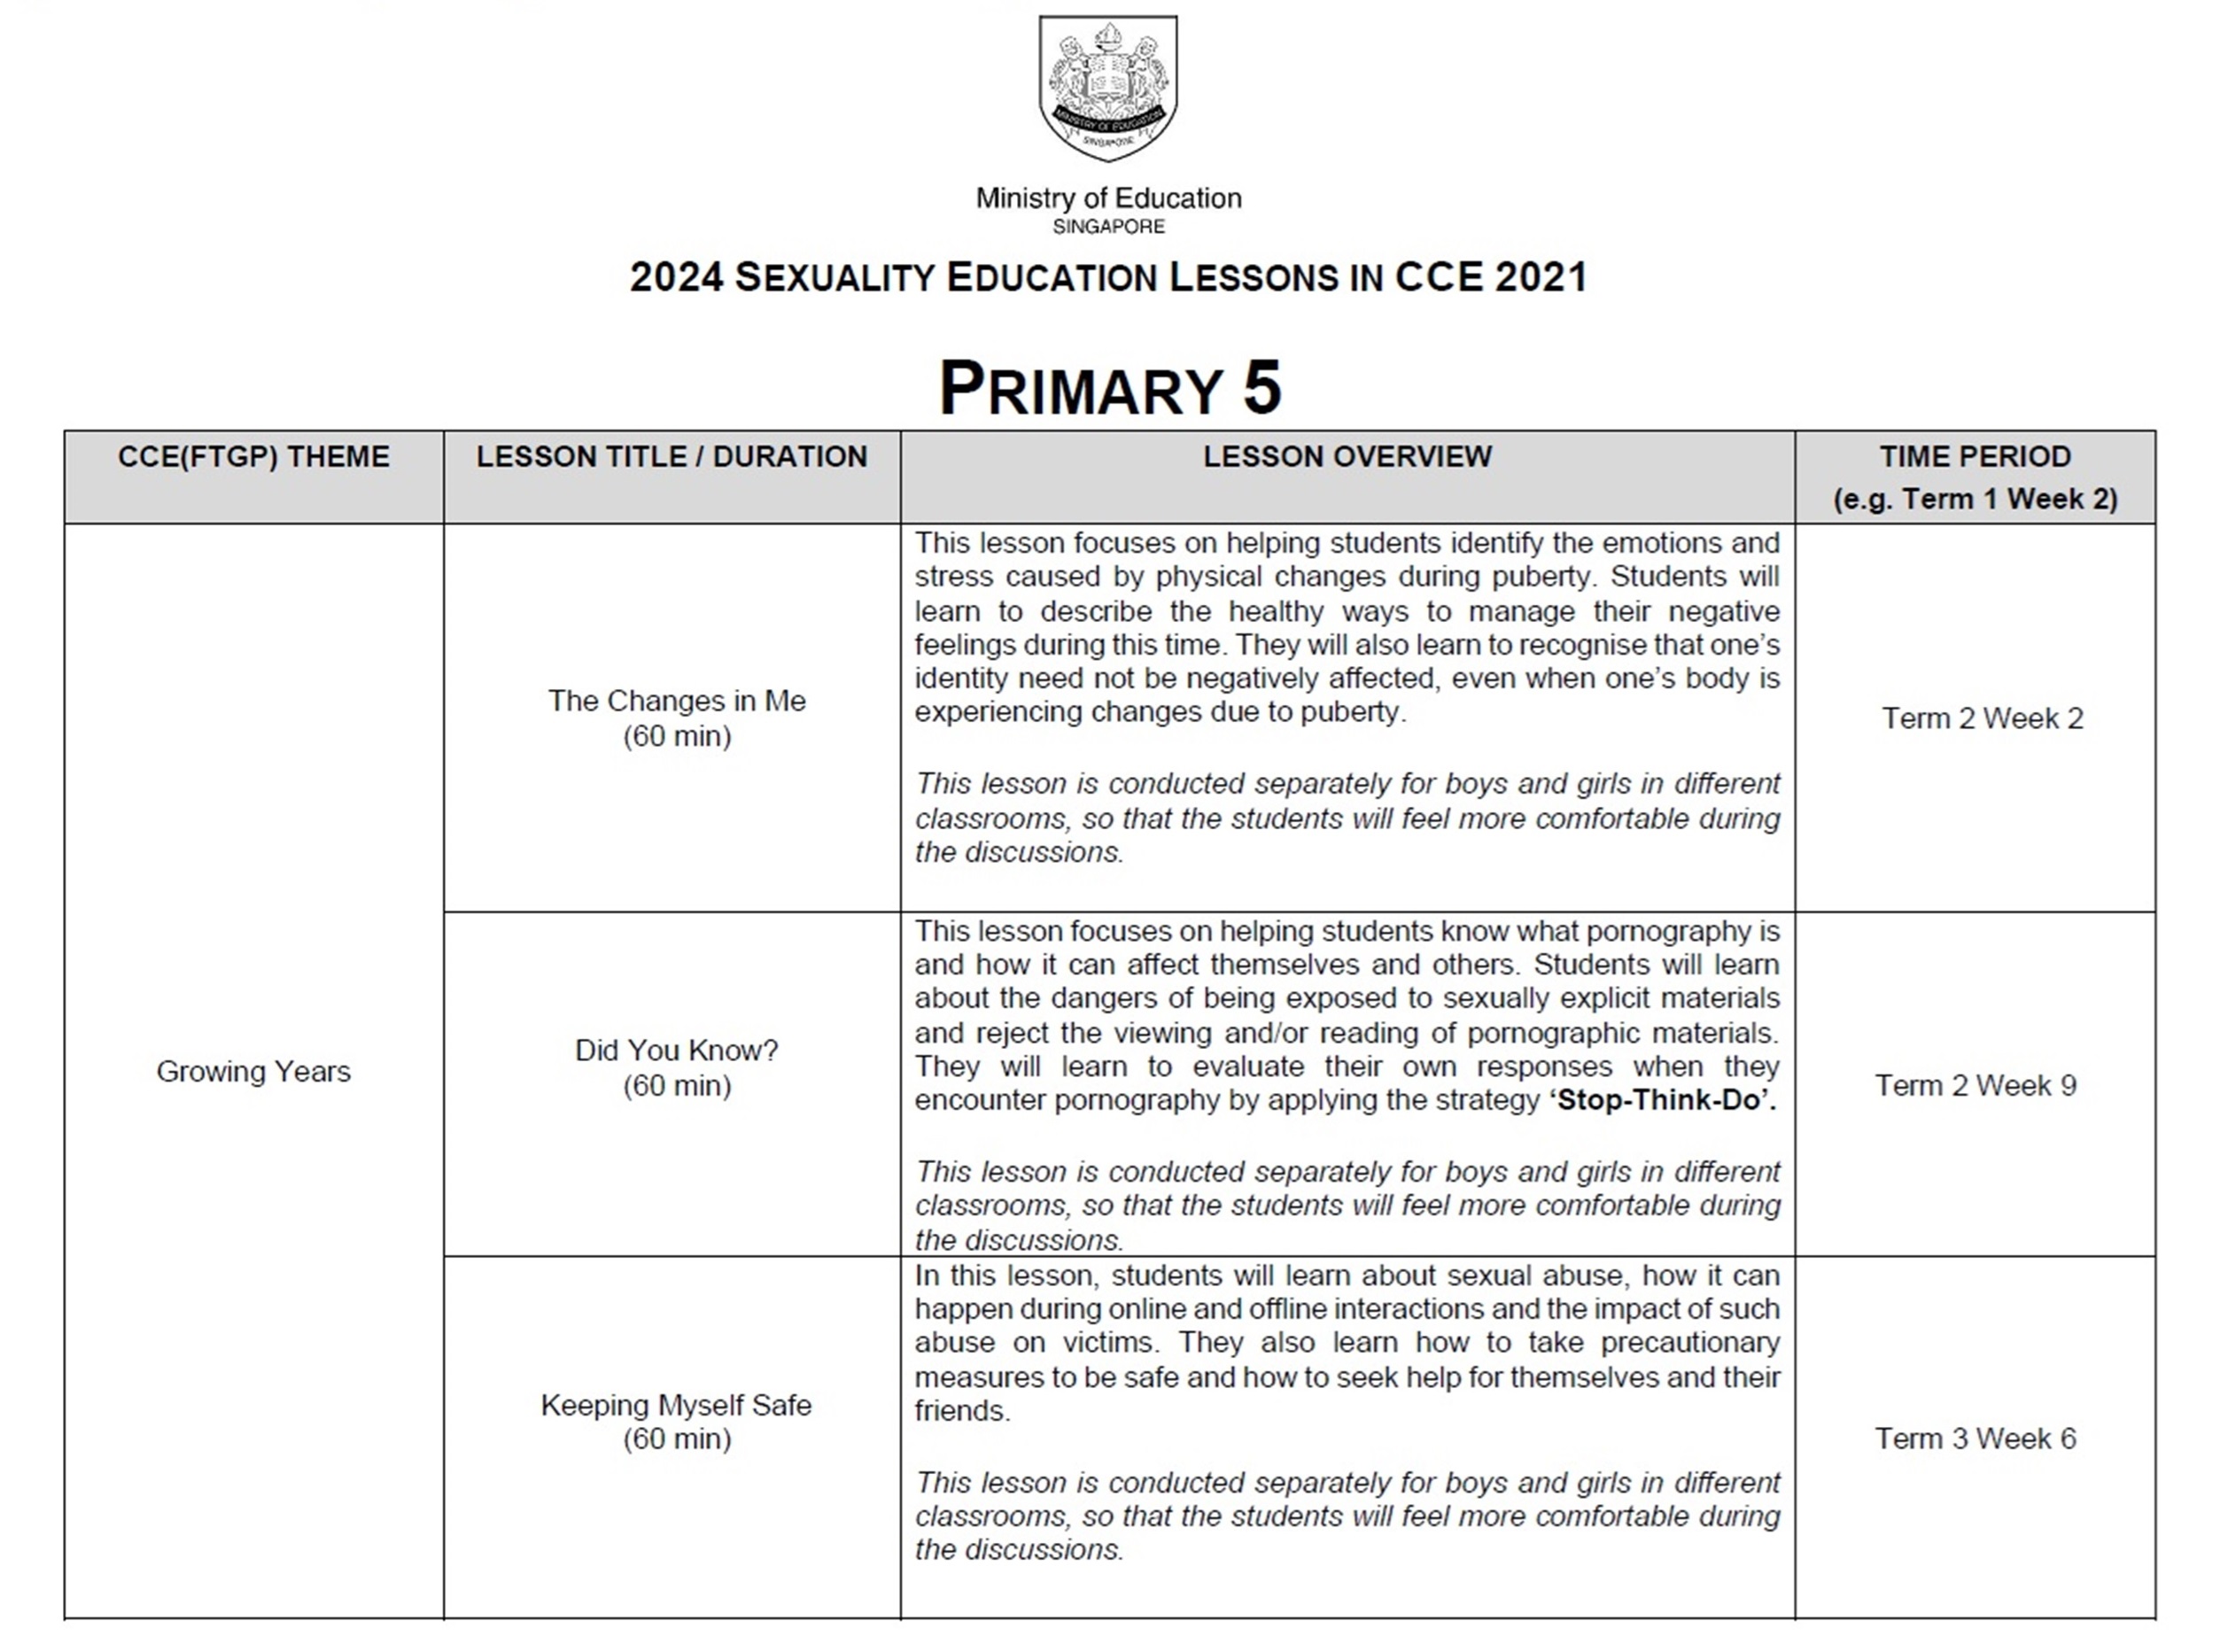 MINISTRY OF EDUCATION
SINGAPORE
Ministry of Education
SINGAPORE
2024 SEXUALITY EDUCATION LESSONS IN CCE 2021
PRIMARY 5
CCE(FTGP) THEME
LESSON TITLE / DURATION
LESSON OVERVIEW
TIME PERIOD
(e.g. Term 1 Week 2)
Growing Years
The Changes in Me
(60 min)
This lesson focuses on helping students identify the emotions and
stress caused by physical changes during puberty. Students will
learn to describe the healthy ways to manage their negative
feelings during this time. They will also learn to recognise that one’s
identity need not be negatively affected, even when one’s body is
experiencing changes due to puberty.
This lesson is conducted separately for boys and girls in different
classrooms, so that the students will feel more comfortable during
the discussions.
Term 2 Week 2
Did You Know?
(60 min)
This lesson focuses on helping students know what pornography is
and how it can affect themselves and others. Students will learn
about the dangers of being exposed to sexually explicit materials
and reject the viewing and/or reading of pornographic materials.
They will learn to evaluate their own responses when they
encounter pornography by applying the strategy ‘Stop-Think-Do’.
This lesson is conducted separately for boys and girls in different
classrooms, so that the students will feel more comfortable during
the discussions.
Term 2 Week 9
Keeping Myself Safe
(60 min)
In this lesson, students will learn about sexual abuse, how it can
happen during online and offline interactions and the impact of such
abuse on victims. They also learn how to take precautionary
measures to be safe and how to seek help for themselves and their
friends.
This lesson is conducted separately for boys and girls in different
classrooms, so that the students will feel more comfortable during
the discussions.
Term 3 Week 6